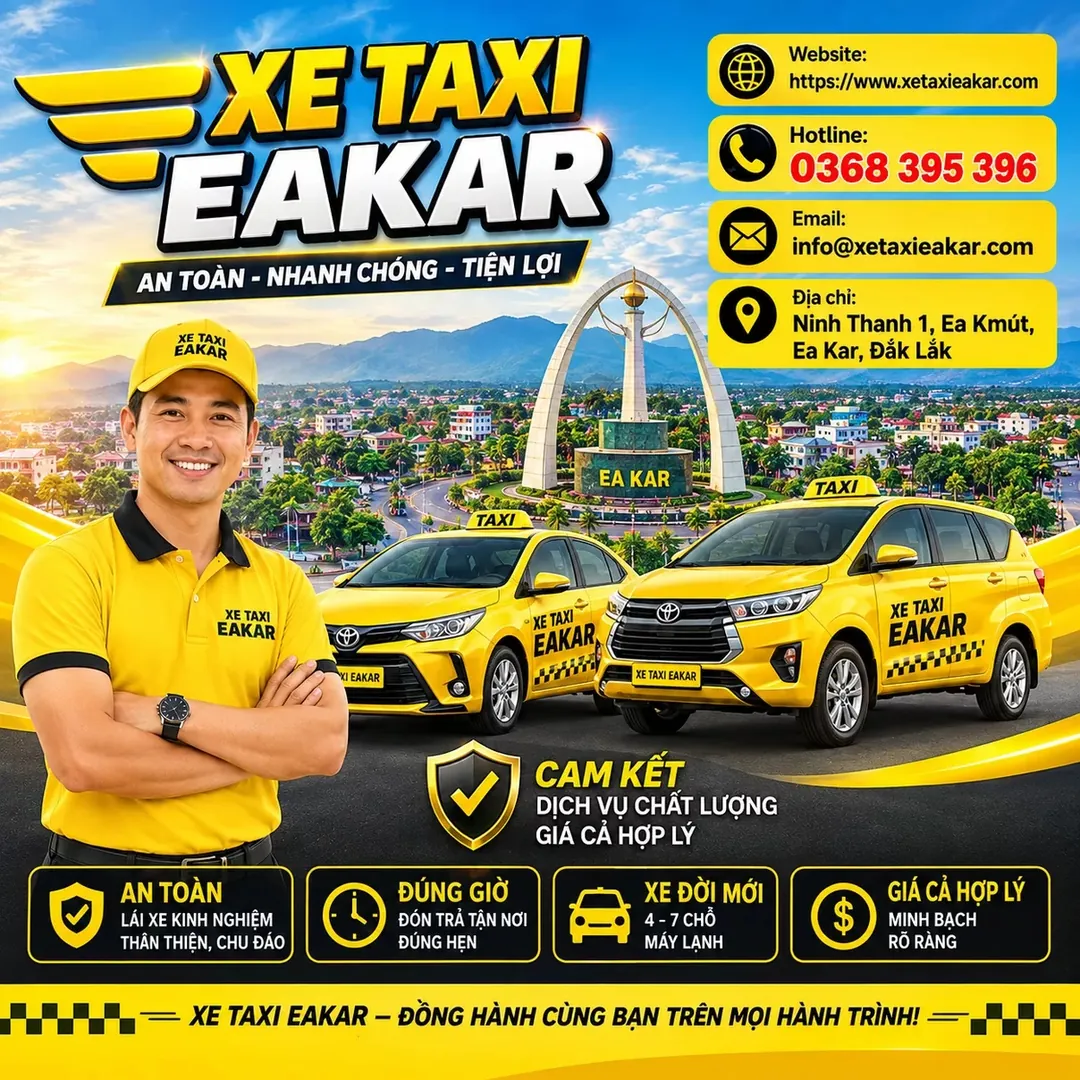 XE TAXI
EAKAR
AN TOÀN - NHANH CHÓNG - TIỆN LỢI
Website:
https://www.xetaxieakar.com
Hotline:
0368 395 396
Email:
info@xetaxieakar.com
Địa chỉ:
Ninh Thanh 1, Ea Kmút,
Ea Kar, Đắk Lắk
XE TAXI
EAKAR
EA KAR
XE TAXI
EAKAR
TAXI
XE TAXI
EAKAR
XI EAKAR
TAXI
XE TAXI
EAKAR
XE TAXI EAKAR
CAM KẾT
DỊCH VỤ CHẤT LƯỢNG
GIÁ CẢ HỢP LÝ
AN TOÀN
LÁI XE KINH NGHIỆM
THÂN THIỆN, CHU ĐÁO
ĐÚNG GIỜ
ĐÓN TRẢ TẬN NƠI
ĐÚNG HẸN
XE ĐỜI MỚI
4 - 7 CHỖ
MÁY LẠNH
GIÁ CẢ HỢP LÝ
MINH BẠCH
RÕ RÀNG
XE TAXI EAKAR – ĐỒNG HÀNH CÙNG BẠN TRÊN MỌI HÀNH TRÌNH!